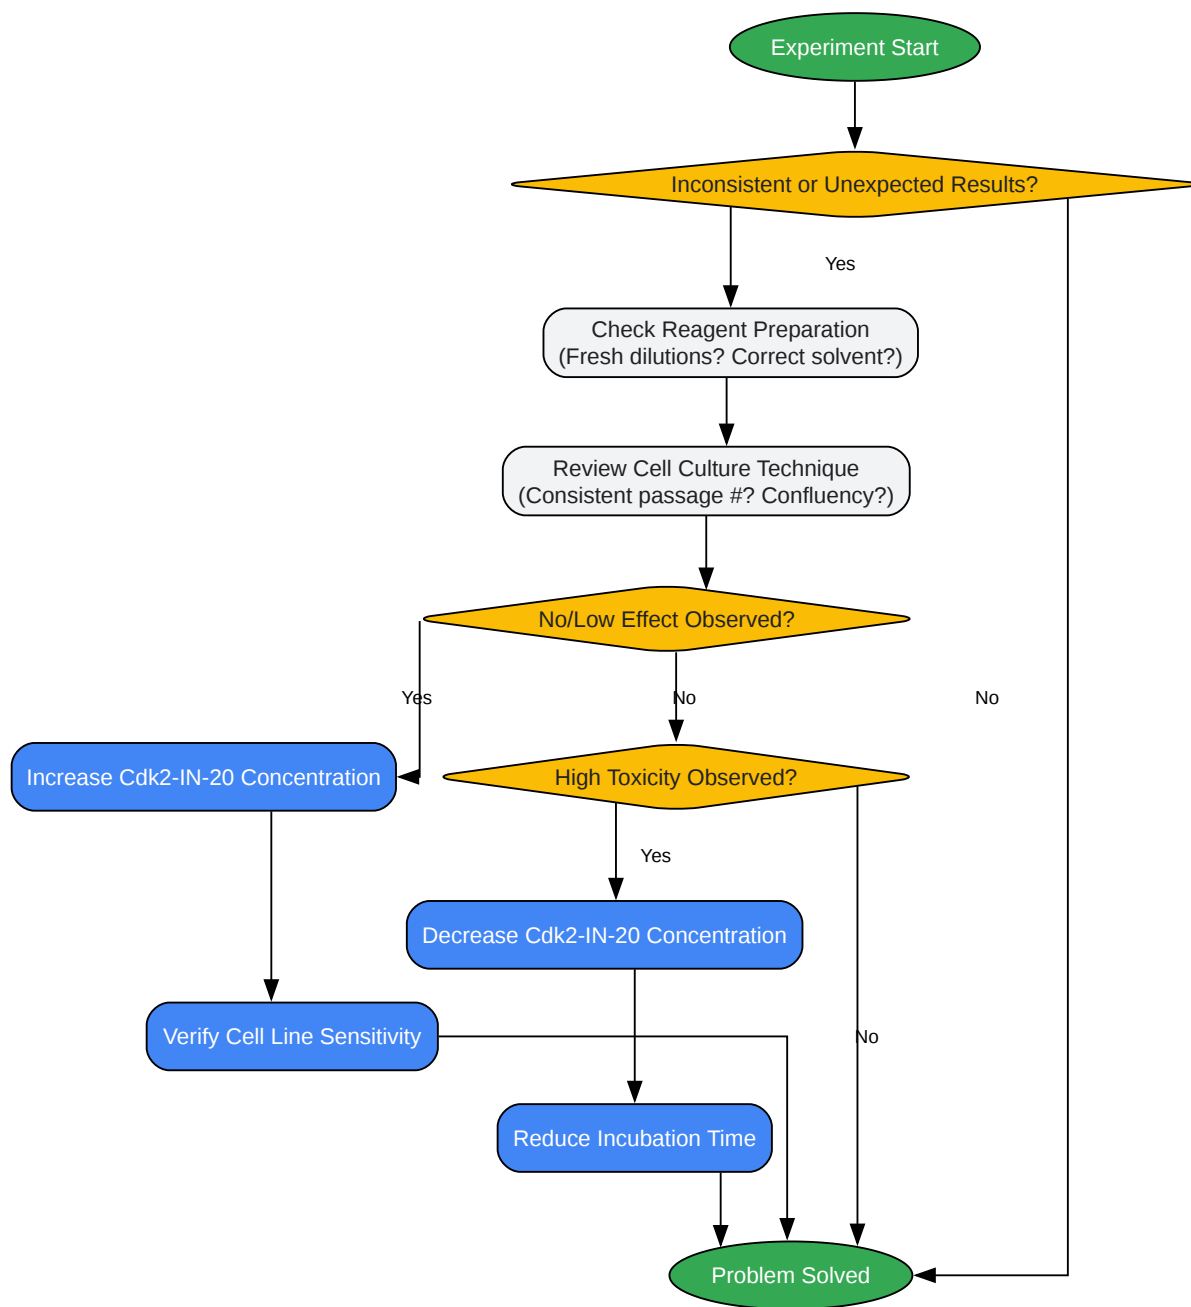 Experiment Start
Inconsistent or Unexpected Results?
Yes
Check Reagent Preparation
(Fresh dilutions? Correct solvent?)
Review Cell Culture Technique
(Consistent passage #? Confluency?)
No/Low Effect Observed?
Yes
No
No
Increase Cdk2-IN-20 Concentration
High Toxicity Observed?
Yes
Decrease Cdk2-IN-20 Concentration
Verify Cell Line Sensitivity
No
Reduce Incubation Time
Problem Solved